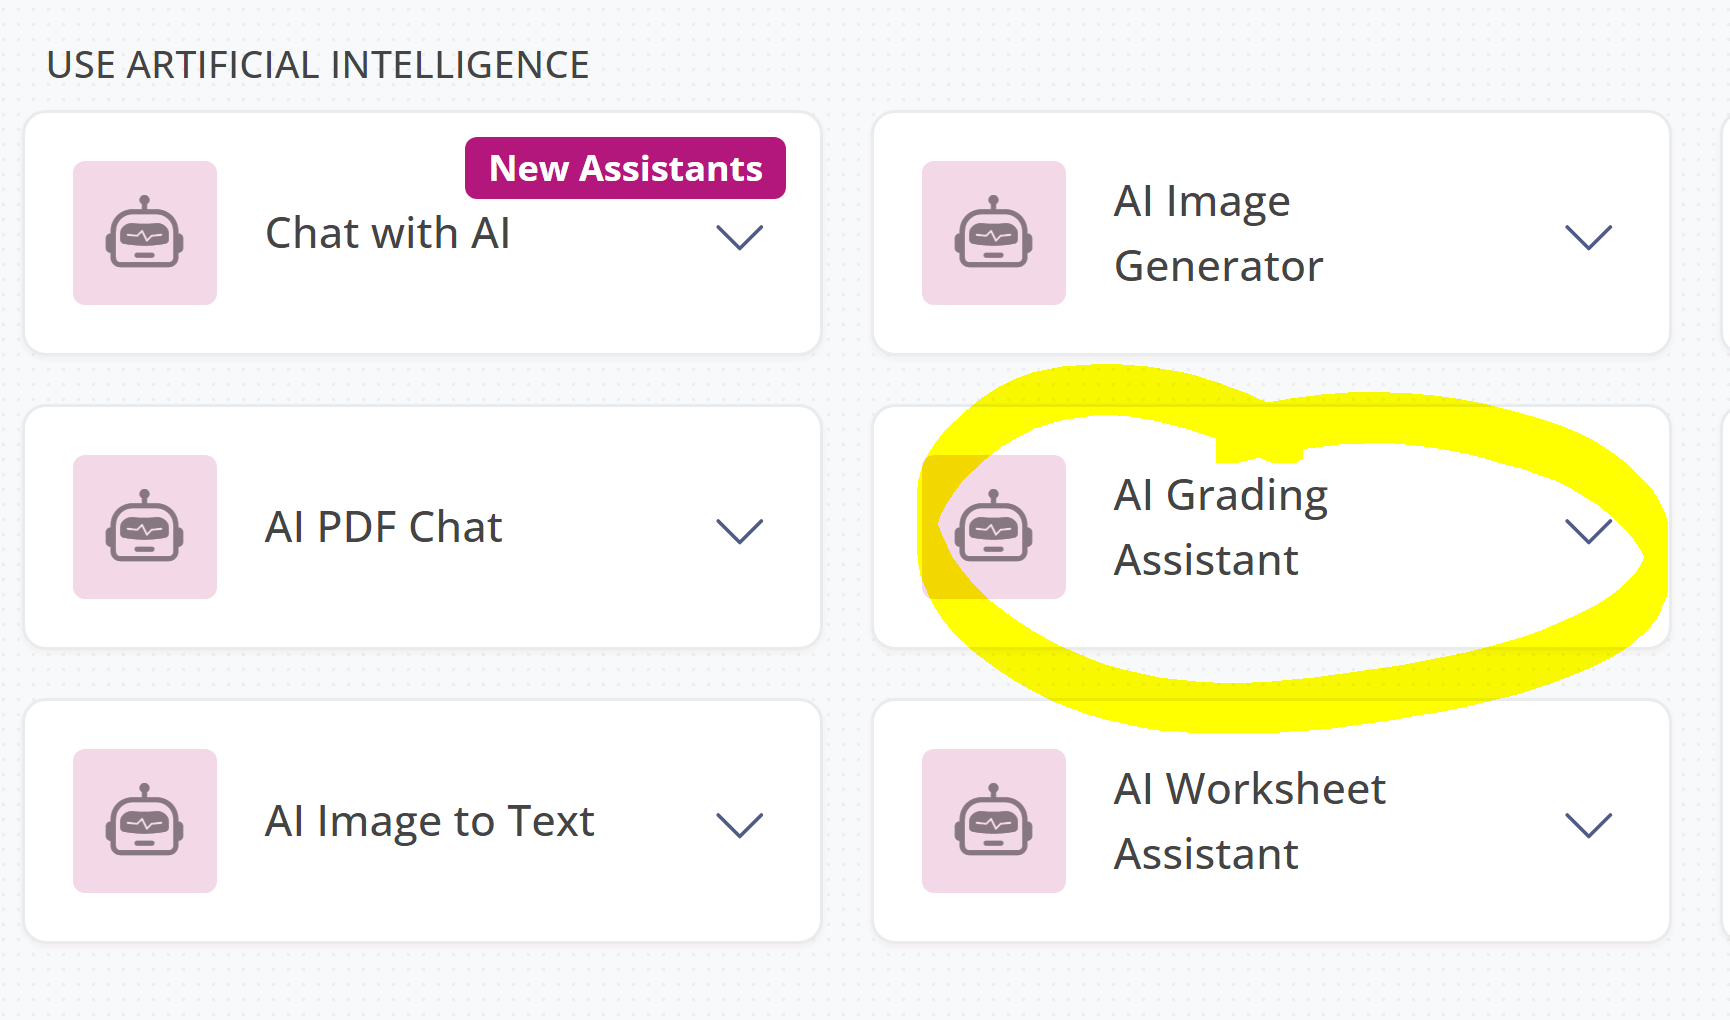 USE ARTIFICIAL INTELLIGENCE
New Assistants
Chat with AI
AI Image
Generator
AI PDF Chat
AI Grading
Assistant
AI Image to Text
AI Worksheet
Assistant